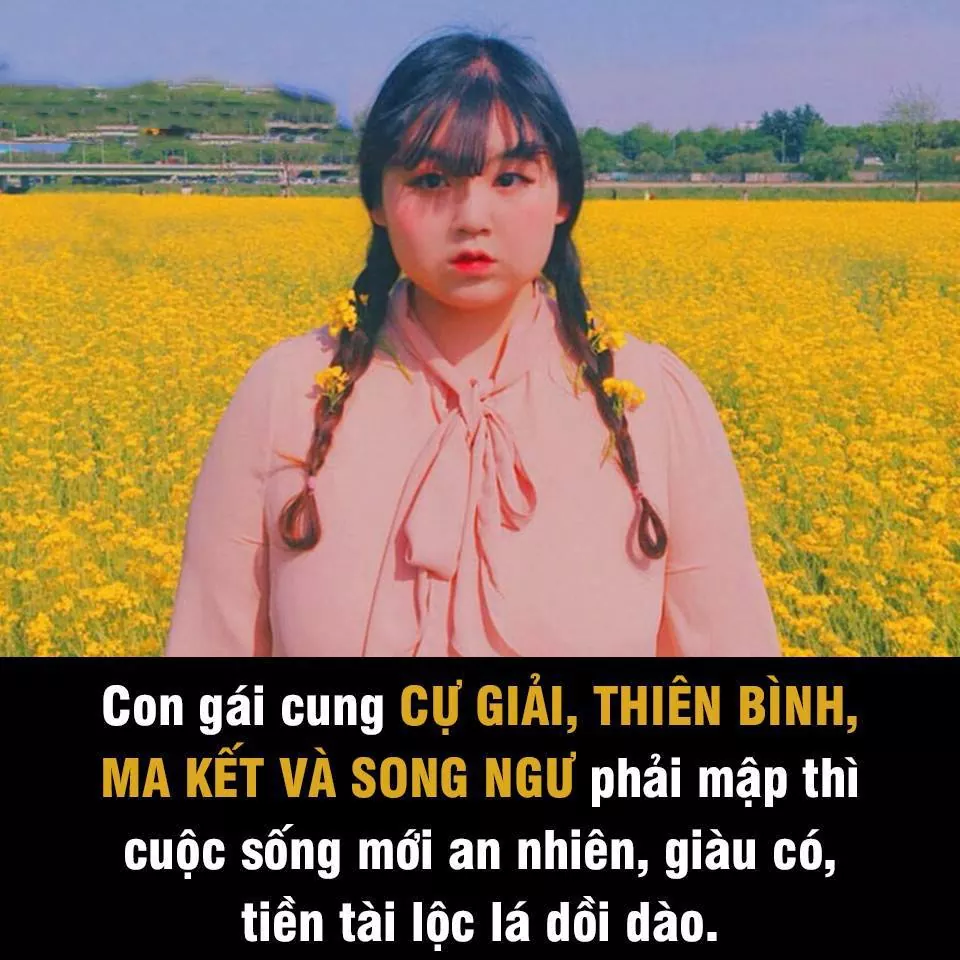 Con gái cung CỰ GIẢI, THIÊN BÌNH,
MA KẾT VÀ SONG NGƯ phải mập thì
cuộc sống mới an nhiên, giàu có,
tiền tài lộc lá dồi dào.